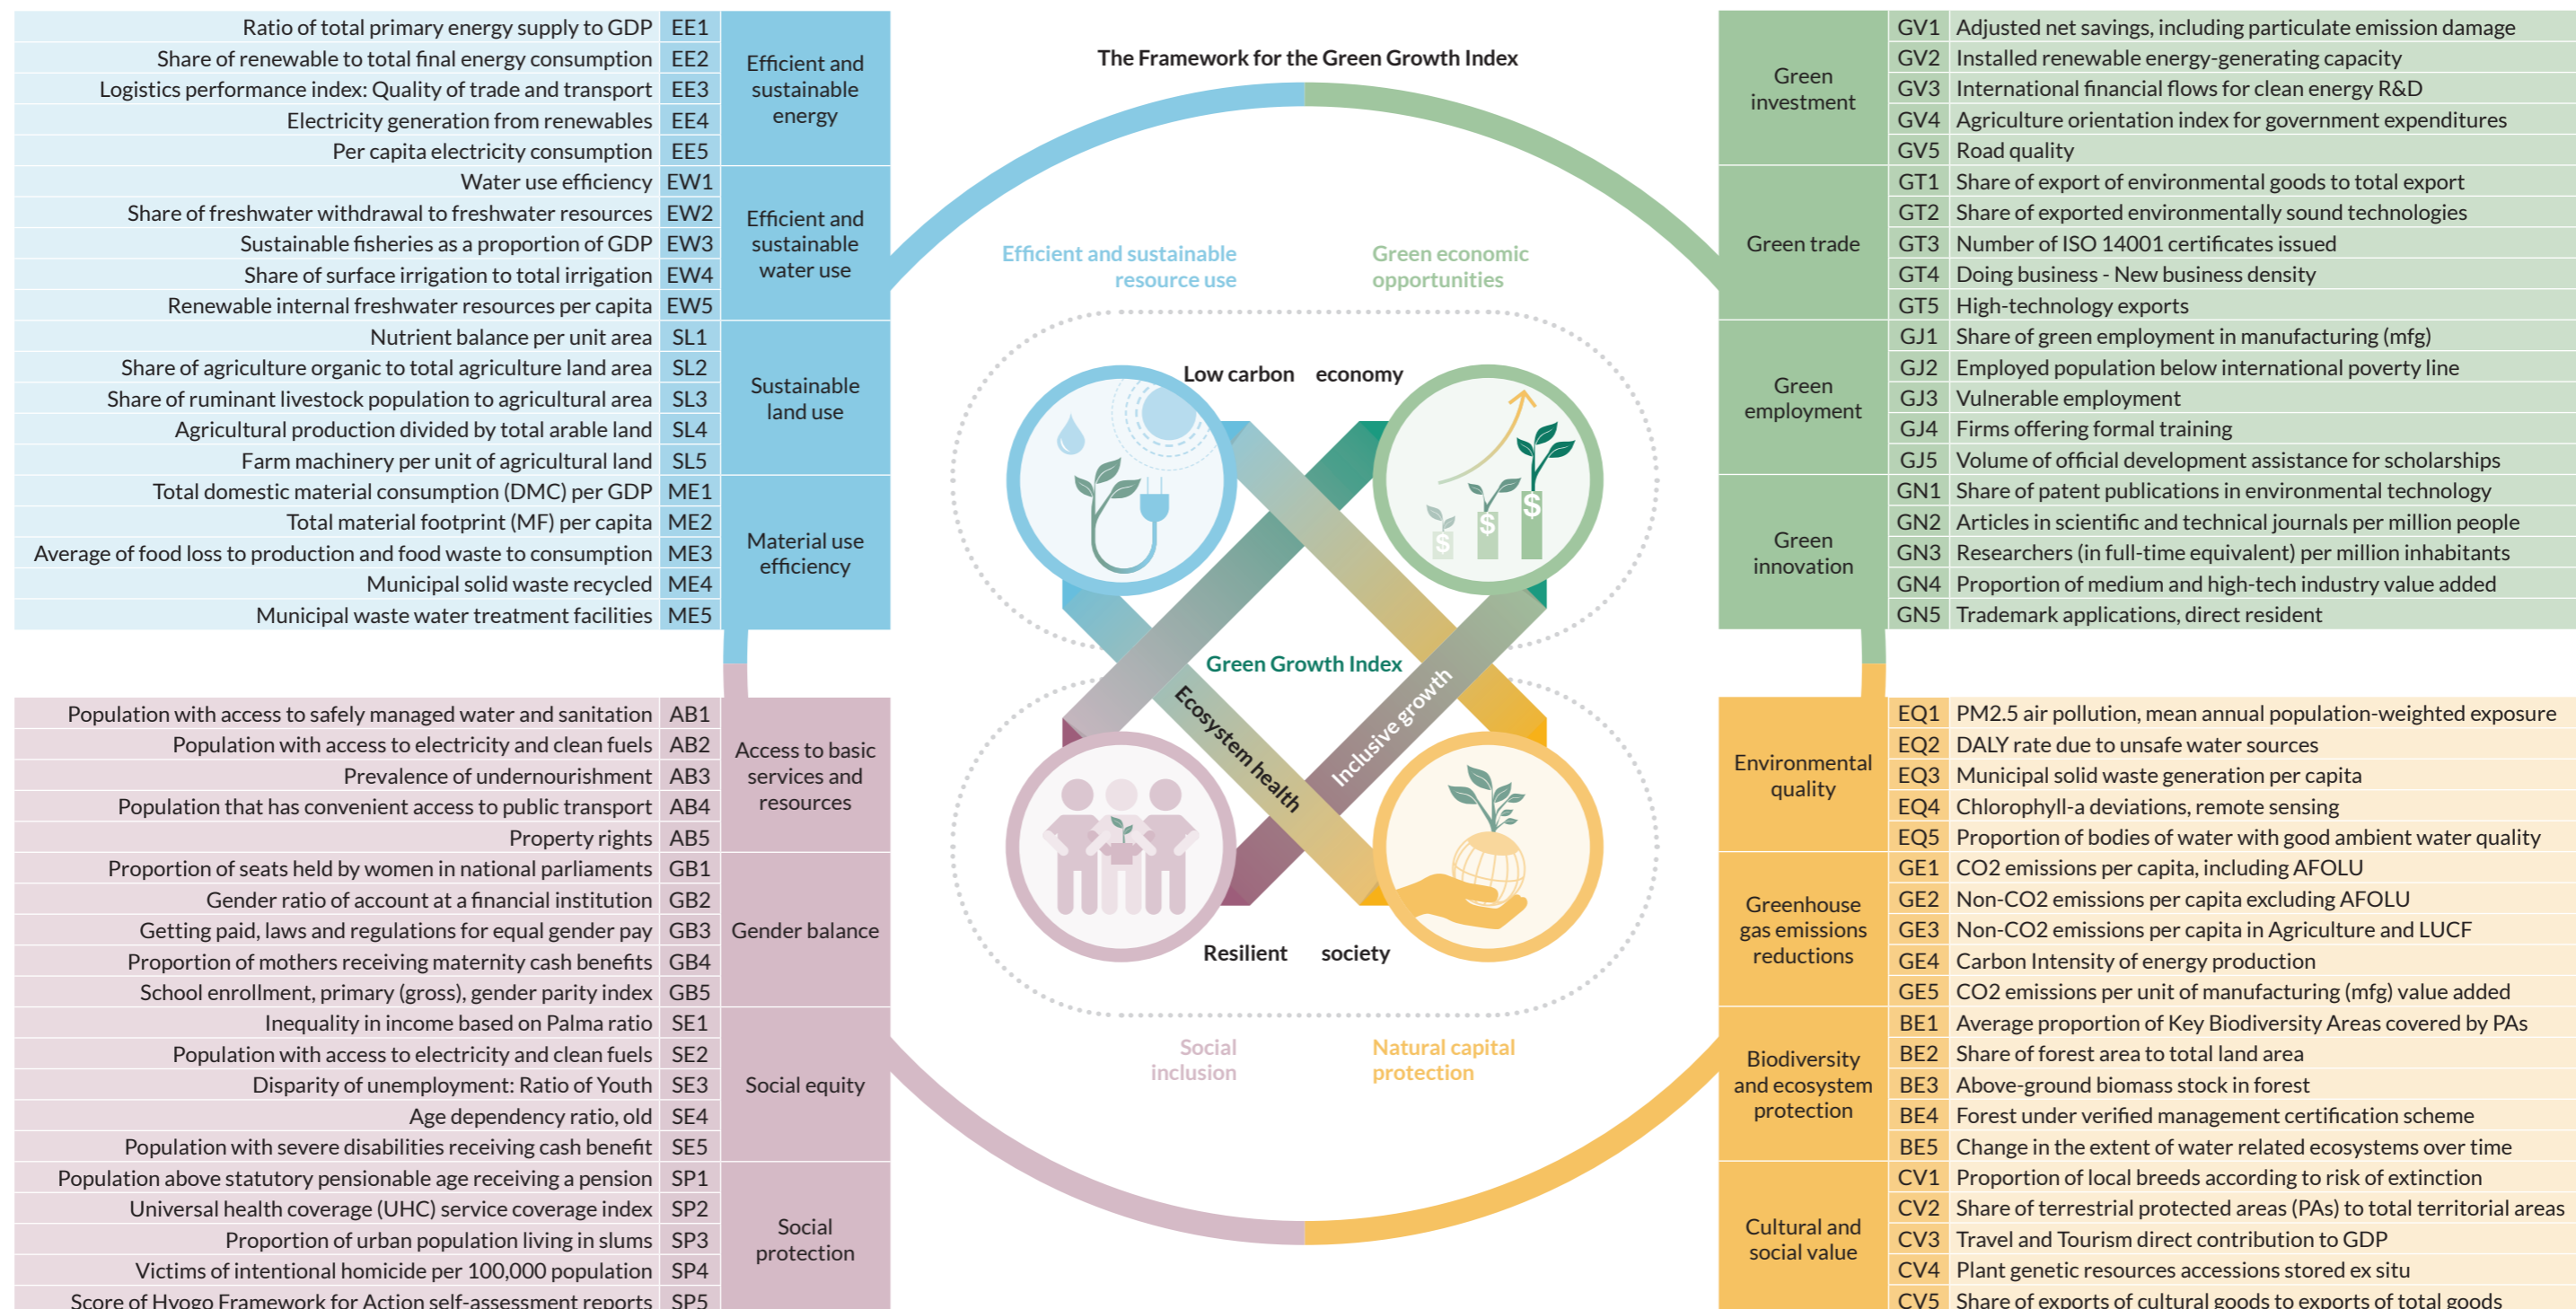 The Framework for the Green Growth Index
Ratio of total primary energy supply to GDP EE1
Share of renewable to total final energy consumption EE2
Logistics performance index: Quality of trade and transport EE3
Electricity generation from renewables EE4
Per capita electricity consumption EE5
Efficient and
sustainable
energy
Water use efficiency EW1
Share of freshwater withdrawal to freshwater resources EW2
Sustainable fisheries as a proportion of GDP EW3
Share of surface irrigation to total irrigation EW4
Renewable internal freshwater resources per capita EW5
Efficient and
sustainable
water use
Nutrient balance per unit area SL1
Share of agriculture organic to total agriculture land area SL2
Share of ruminant livestock population to agricultural area SL3
Agricultural production divided by total arable land SL4
Farm machinery per unit of agricultural land SL5
Sustainable
land use
Total domestic material consumption (DMC) per GDP ME1
Total material footprint (MF) per capita ME2
Average of food loss to production and food waste to consumption ME3
Municipal solid waste recycled ME4
Municipal waste water treatment facilities ME5
Material use
efficiency
Green
investment
GV1 Adjusted net savings, including particulate emission damage
GV2 Installed renewable energy-generating capacity
GV3 International financial flows for clean energy R&D
GV4 Agriculture orientation index for government expenditures
GV5 Road quality
Green trade
GT1 Share of export of environmental goods to total export
GT2 Share of exported environmentally sound technologies
GT3 Number of ISO 14001 certificates issued
GT4 Doing business - New business density
GT5 High-technology exports
Green
employment
GJ1 Share of green employment in manufacturing (mfg)
GJ2 Employed population below international poverty line
GJ3 Vulnerable employment
GJ4 Firms offering formal training
GJ5 Volume of official development assistance for scholarships
Green
innovation
GN1 Share of patent publications in environmental technology
GN2 Articles in scientific and technical journals per million people
GN3 Researchers (in full-time equivalent) per million inhabitants
GN4 Proportion of medium and high-tech industry value added
GN5 Trademark applications, direct resident
Efficient and sustainable
resource use
Green economic
opportunities
Low carbon economy
$
$
$
Green Growth Index
Ecosystem health
Inclusive growth
Resilient society
Social
inclusion
Natural capital
protection
Population with access to safely managed water and sanitation AB1
Population with access to electricity and clean fuels AB2
Prevalence of undernourishment AB3
Population that has convenient access to public transport AB4
Property rights AB5
Access to basic
services and
resources
Proportion of seats held by women in national parliaments GB1
Gender ratio of account at a financial institution GB2
Getting paid, laws and regulations for equal gender pay GB3
Proportion of mothers receiving maternity cash benefits GB4
School enrollment, primary (gross), gender parity index GB5
Gender balance
Inequality in income based on Palma ratio SE1
Population with access to electricity and clean fuels SE2
Disparity of unemployment: Ratio of Youth SE3
Age dependency ratio, old SE4
Population with severe disabilities receiving cash benefit SE5
Social equity
Population above statutory pensionable age receiving a pension SP1
Universal health coverage (UHC) service coverage index SP2
Proportion of urban population living in slums SP3
Victims of intentional homicide per 100,000 population SP4
Score of Hyogo Framework for Action self-assessment reports SP5
Social
protection
Environmental
quality
EQ1 PM2.5 air pollution, mean annual population-weighted exposure
EQ2 DALY rate due to unsafe water sources
EQ3 Municipal solid waste generation per capita
EQ4 Chlorophyll-a deviations, remote sensing
EQ5 Proportion of bodies of water with good ambient water quality
Greenhouse
gas emissions
reductions
GE1 CO2 emissions per capita, including AFOLU
GE2 Non-CO2 emissions per capita excluding AFOLU
GE3 Non-CO2 emissions per capita in Agriculture and LUCF
GE4 Carbon Intensity of energy production
GE5 CO2 emissions per unit of manufacturing (mfg) value added
Biodiversity
and ecosystem
protection
BE1 Average proportion of Key Biodiversity Areas covered by PAs
BE2 Share of forest area to total land area
BE3 Above-ground biomass stock in forest
BE4 Forest under verified management certification scheme
BE5 Change in the extent of water related ecosystems over time
Cultural and
social value
CV1 Proportion of local breeds according to risk of extinction
CV2 Share of terrestrial protected areas (PAs) to total territorial areas
CV3 Travel and Tourism direct contribution to GDP
CV4 Plant genetic resources accessions stored ex situ
CV5 Share of exports of cultural goods to exports of total goods